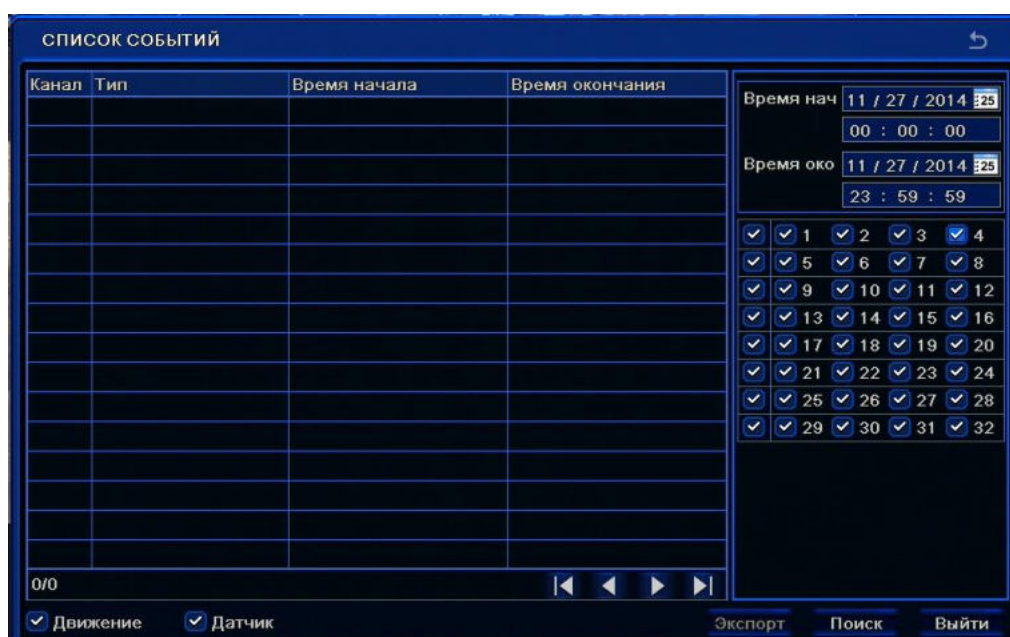 СПИСОК СОБЫТИЙ
Канал Тип Время начала Время окончания
Время нач 11 / 27 / 2014 25
00 : 00 : 00
Время око 11 / 27 / 2014 25
23 : 59 : 59
1 2 3 4
5 6 7 8
9 10 11 12
13 14 15 16
17 18 19 20
21 22 23 24
25 26 27 28
29 30 31 32
0/0
Движение Датчик Экспорт Поиск Выйти